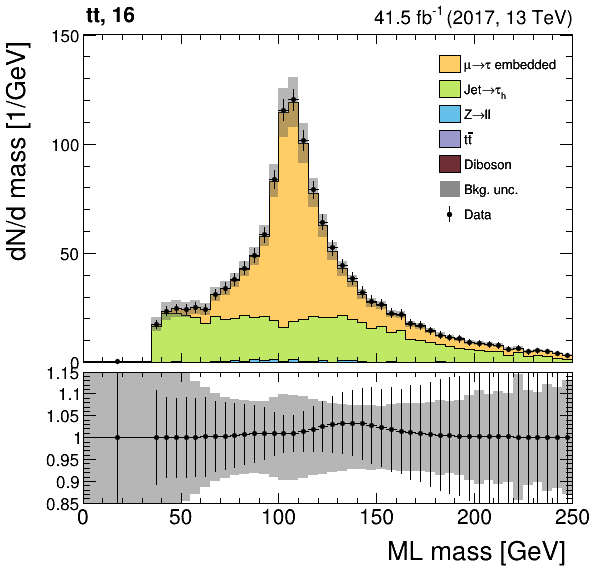 tt, 16
41.5 fb⁻¹ (2017, 13 TeV)
dN/d mass [1/GeV]
150
100
50
0
μ→τ embedded
Jet→τₕ
Z→ll
tt̄
Diboson
Bkg. unc.
Data
1.15
1.1
1.05
1
0.95
0.9
0.85
0 50 100 150 200 250
ML mass [GeV]